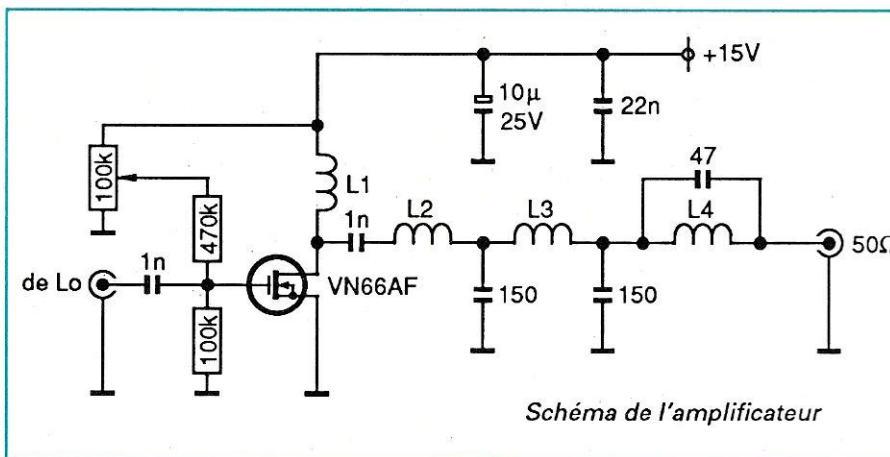 +15V
10µ
25V
22n
100k
L1
47
470k
1n
L2
L3
L4
50Ω
de Lo
1n
VN66AF
150
150
100k
Schéma de l'amplificateur